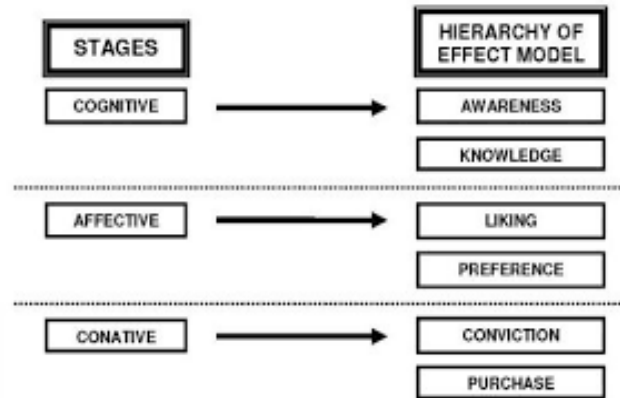 STAGES
HIERARCHY OF
EFFECT MODEL
COGNITIVE
AWARENESS
KNOWLEDGE
AFFECTIVE
LIKING
PREFERENCE
CONATIVE
CONVICTION
PURCHASE